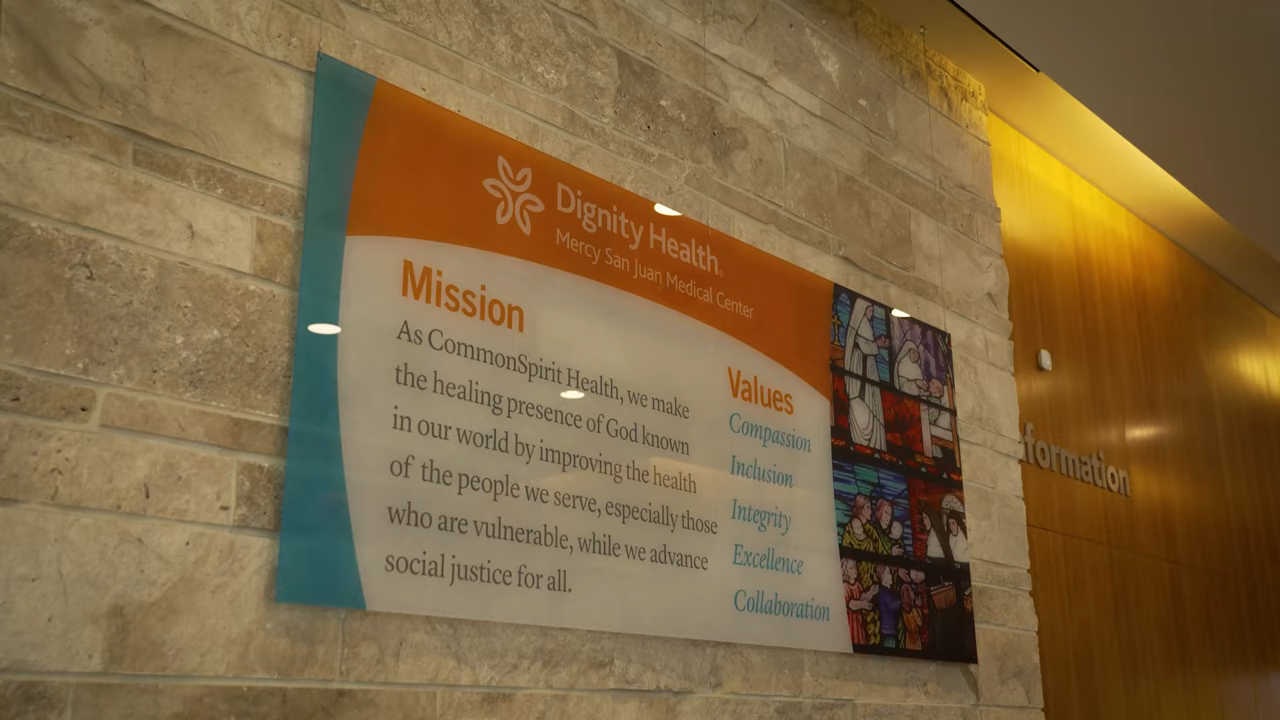 Dignity Health
Mercy San Juan Medical Center
Mission
As CommonSpirit Health, we make
the healing presence of God known
in our world by improving the health
of the people we serve, especially those
who are vulnerable, while we advance
social justice for all.
Values
Compassion
Inclusion
Integrity
Excellence
Collaboration
formation